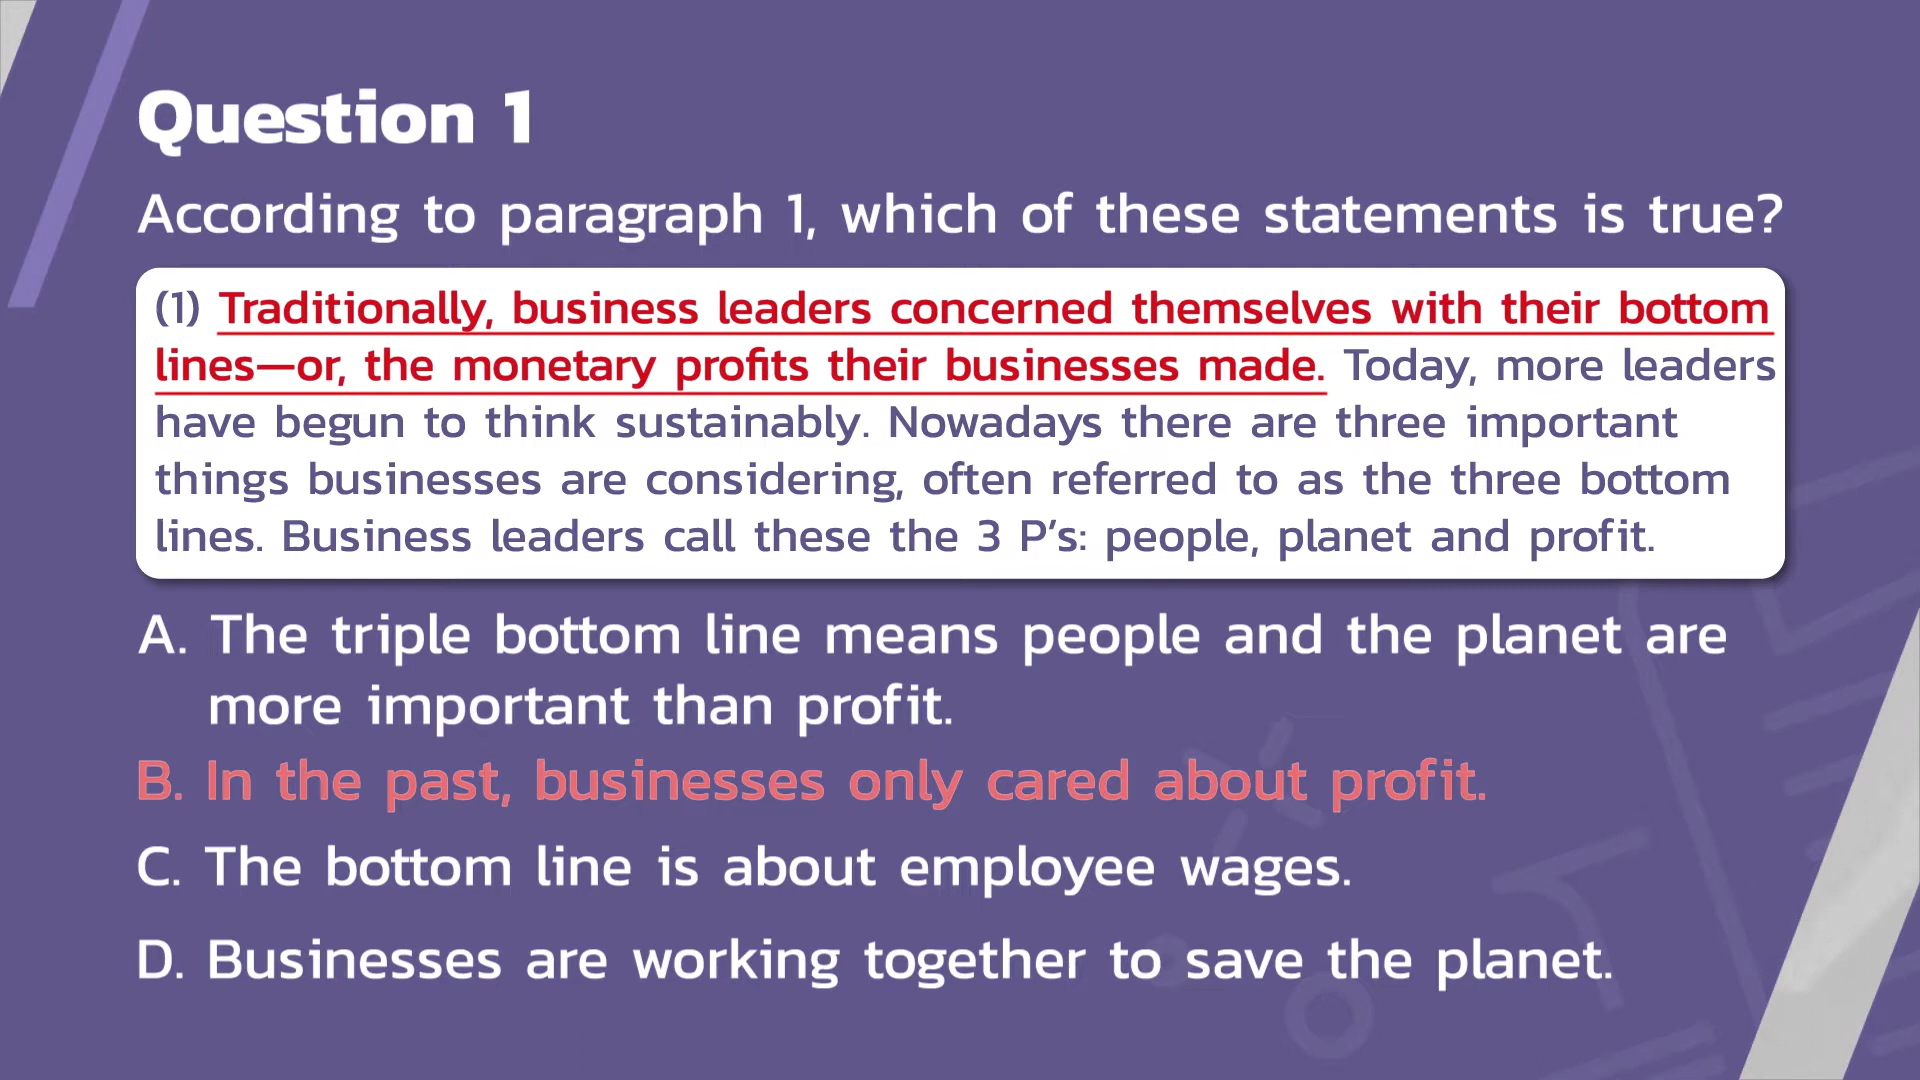 Question 1
According to paragraph 1, which of these statements is true?
(1) Traditionally, business leaders concerned themselves with their bottom
lines—or, the monetary profits their businesses made. Today, more leaders
have begun to think sustainably. Nowadays there are three important
things businesses are considering, often referred to as the three bottom
lines. Business leaders call these the 3 P’s: people, planet and profit.
A. The triple bottom line means people and the planet are
more important than profit.
B. In the past, businesses only cared about profit.
C. The bottom line is about employee wages.
D. Businesses are working together to save the planet.